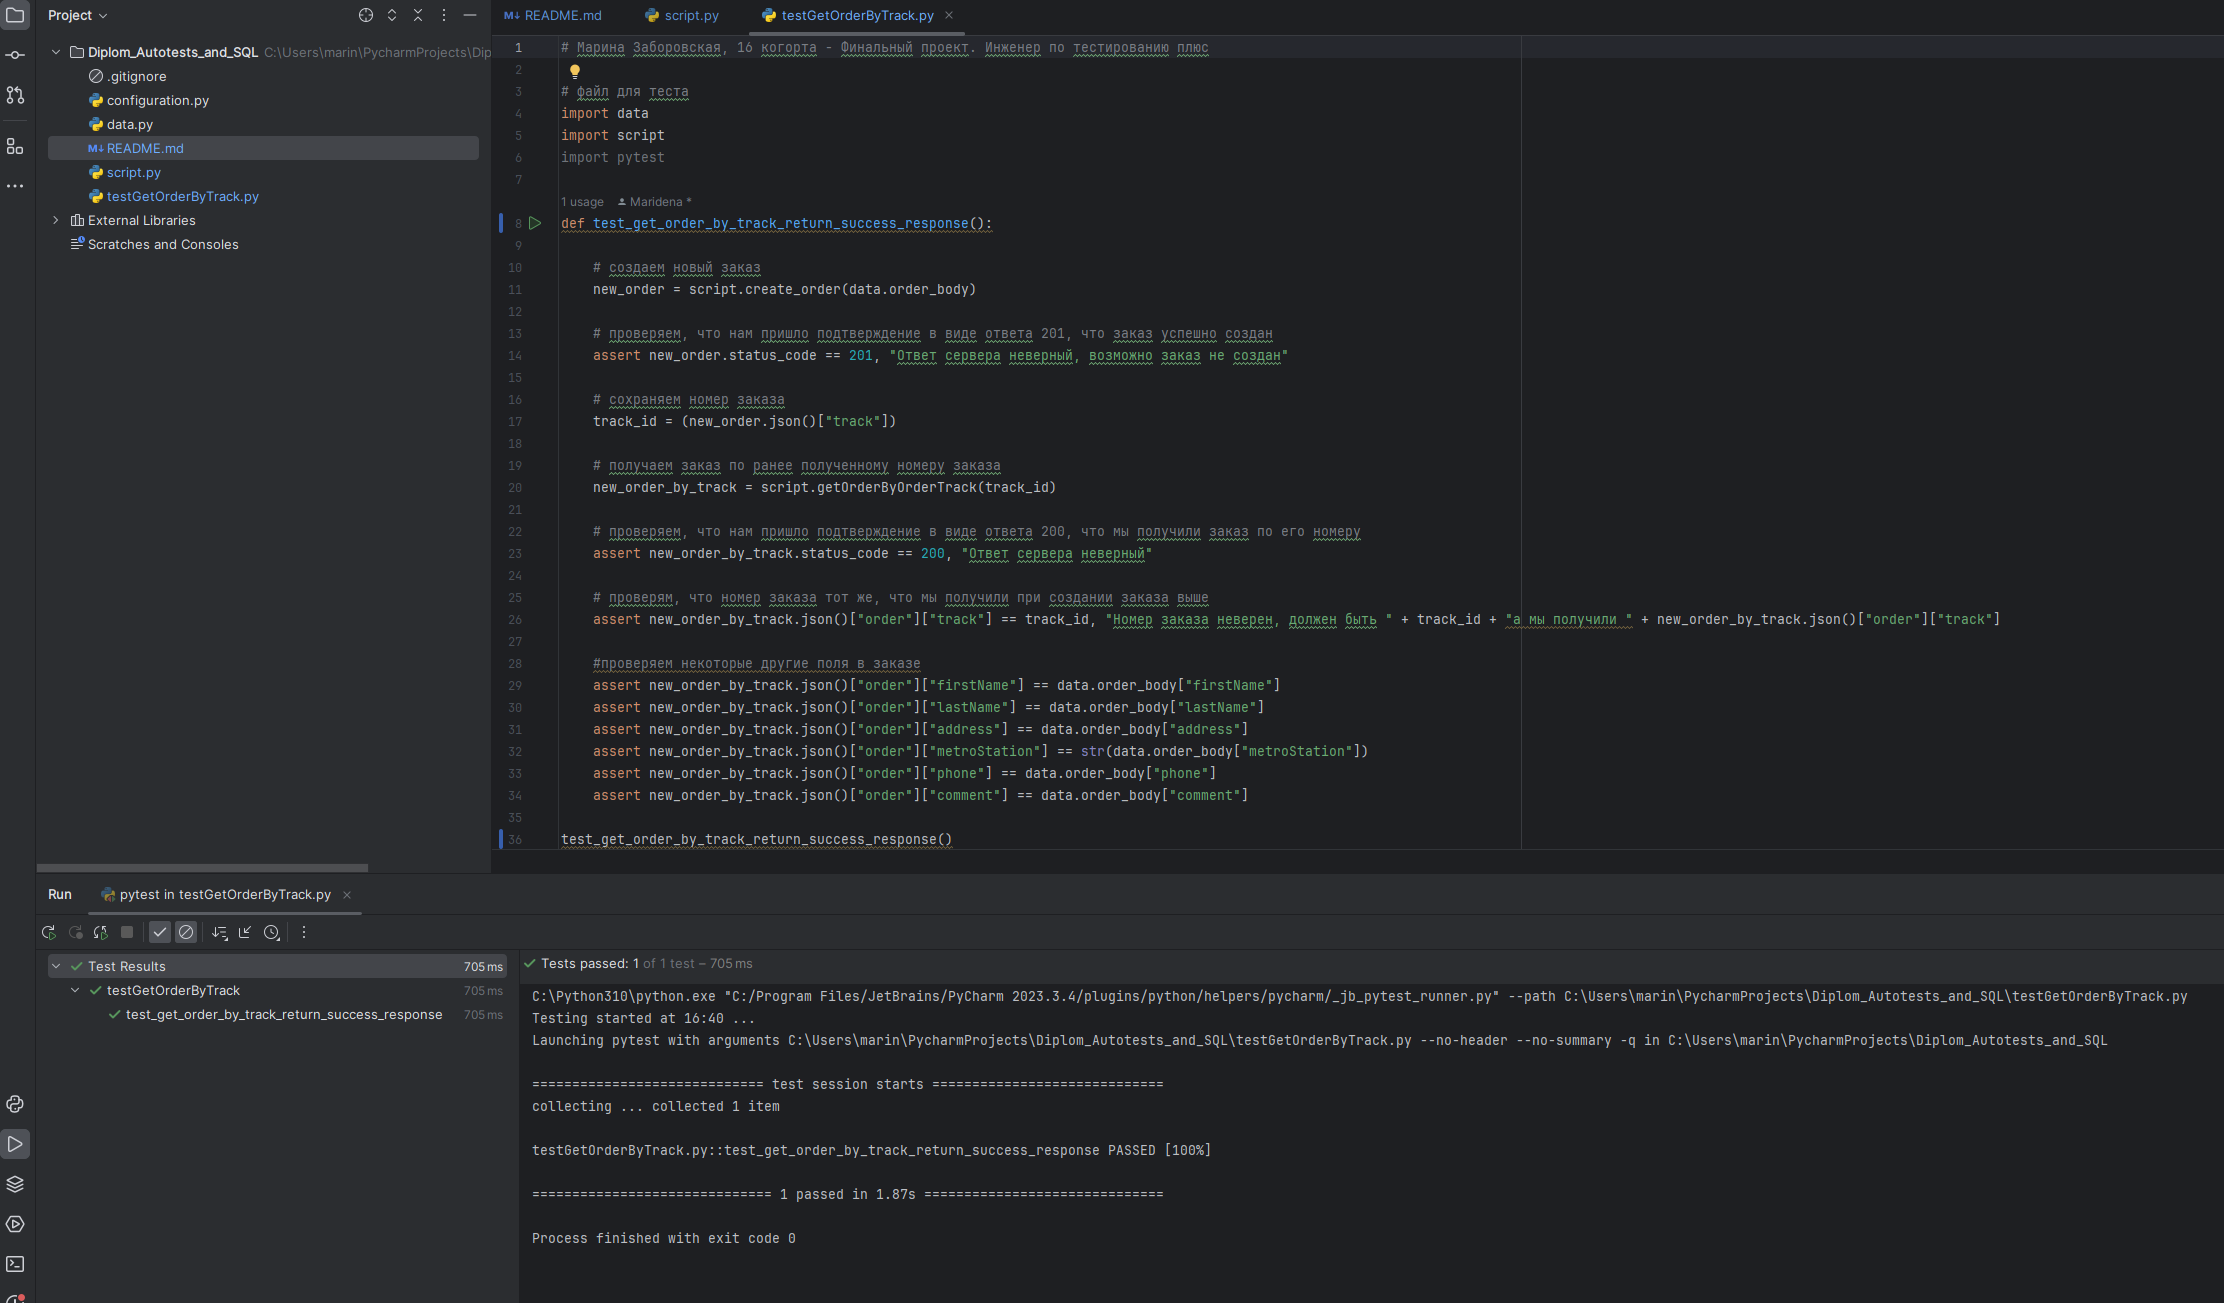 Project
README.md
script.py
testGetOrderByTrack.py
Diplom_Autotests_and_SQL C:\Users\marin\PycharmProjects\Dip
.gitignore
configuration.py
data.py
README.md
script.py
testGetOrderByTrack.py
External Libraries
Scratches and Consoles
1 # Марина Заборовская, 16 когорта - Финальный проект. Инженер по тестированию плюс
2
3 # файл для теста
4 import data
5 import script
6 import pytest
7
1 usage Maridena *
8 def test_get_order_by_track_return_success_response():
9
10 # создаем новый заказ
11 new_order = script.create_order(data.order_body)
12
13 # проверяем, что нам пришло подтверждение в виде ответа 201, что заказ успешно создан
14 assert new_order.status_code == 201, "Ответ сервера неверный, возможно заказ не создан"
15
16 # сохраняем номер заказа
17 track_id = (new_order.json()["track"])
18
19 # получаем заказ по ранее полученному номеру заказа
20 new_order_by_track = script.getOrderByOrderTrack(track_id)
21
22 # проверяем, что нам пришло подтверждение в виде ответа 200, что мы получили заказ по его номеру
23 assert new_order_by_track.status_code == 200, "Ответ сервера неверный"
24
25 # проверям, что номер заказа тот же, что мы получили при создании заказа выше
26 assert new_order_by_track.json()["order"]["track"] == track_id, "Номер заказа неверен, должен быть " + track_id + "а мы получили " + new_order_by_track.json()["order"]["track"]
27
28 #проверяем некоторые другие поля в заказе
29 assert new_order_by_track.json()["order"]["firstName"] == data.order_body["firstName"]
30 assert new_order_by_track.json()["order"]["lastName"] == data.order_body["lastName"]
31 assert new_order_by_track.json()["order"]["address"] == data.order_body["address"]
32 assert new_order_by_track.json()["order"]["metroStation"] == str(data.order_body["metroStation"])
33 assert new_order_by_track.json()["order"]["phone"] == data.order_body["phone"]
34 assert new_order_by_track.json()["order"]["comment"] == data.order_body["comment"]
35
36 test_get_order_by_track_return_success_response()
Run pytest in testGetOrderByTrack.py
Test Results 705 ms
testGetOrderByTrack 705 ms
test_get_order_by_track_return_success_response 705 ms
Tests passed: 1 of 1 test – 705 ms
C:\Python310\python.exe "C:/Program Files/JetBrains/PyCharm 2023.3.4/plugins/python/helpers/pycharm/_jb_pytest_runner.py" --path C:\Users\marin\PycharmProjects\Diplom_Autotests_and_SQL\testGetOrderByTrack.py
Testing started at 16:40 ...
Launching pytest with arguments C:\Users\marin\PycharmProjects\Diplom_Autotests_and_SQL\testGetOrderByTrack.py --no-header --no-summary -q in C:\Users\marin\PycharmProjects\Diplom_Autotests_and_SQL
============================= test session starts =============================
collecting ... collected 1 item
testGetOrderByTrack.py::test_get_order_by_track_return_success_response PASSED [100%]
============================== 1 passed in 1.87s ==============================
Process finished with exit code 0